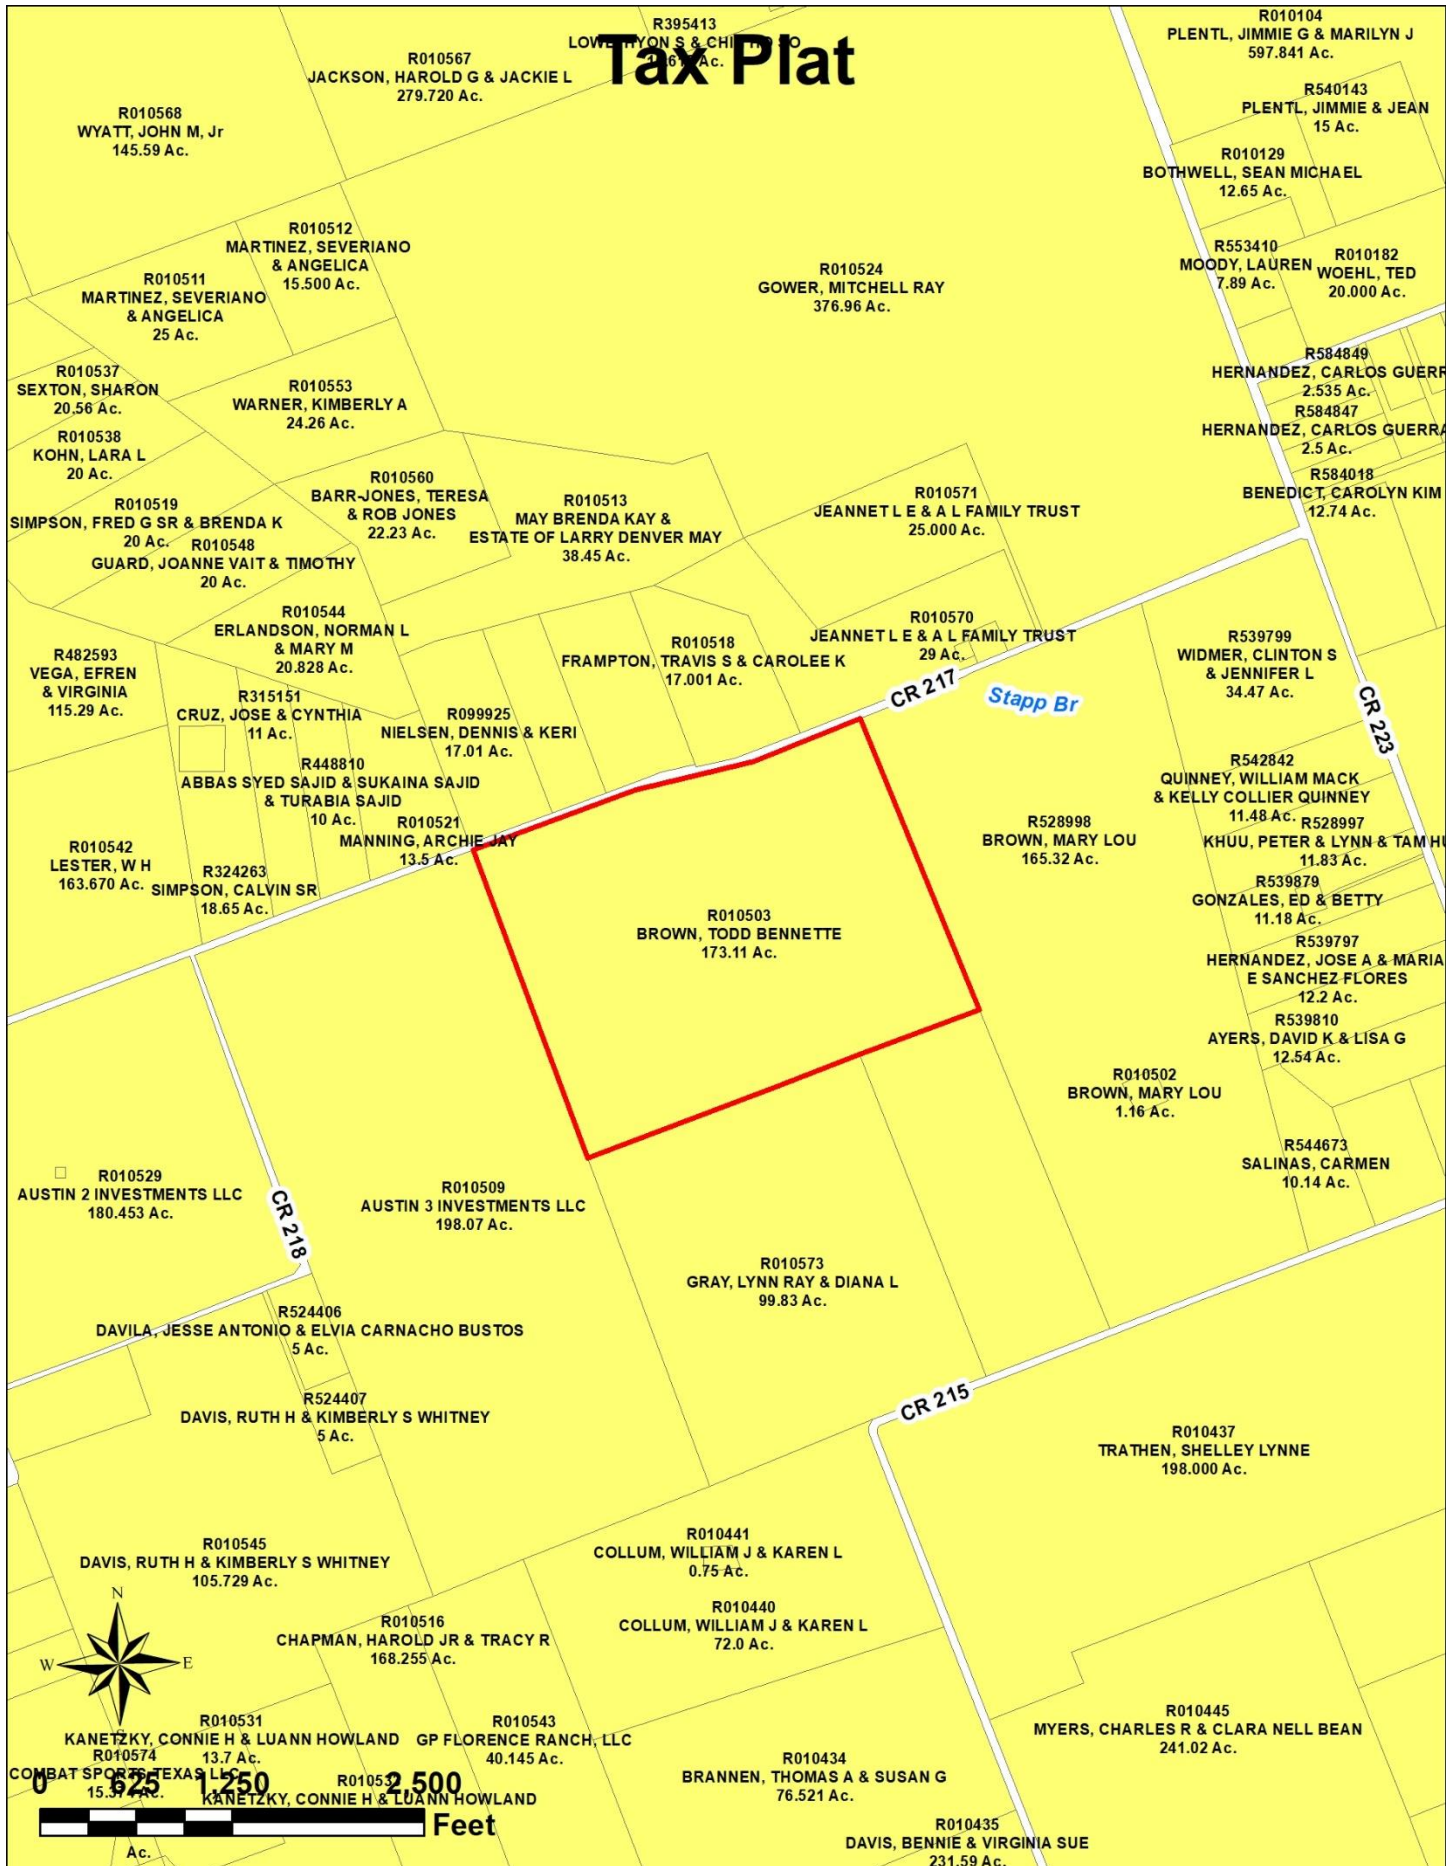 Tax Plat
R395413
R010567
JACKSON, HAROLD G & JACKIE L
279.720 Ac.
R010568
WYATT, JOHN M, Jr
145.59 Ac.
R010104
PLENTL, JIMMIE G & MARILYN J
597.841 Ac.
R540143
PLENTL, JIMMIE & JEAN
15 Ac.
R010129
BOTHWELL, SEAN MICHAEL
12.65 Ac.
R010512
MARTINEZ, SEVERIANO
& ANGELICA
15.500 Ac.
R010511
MARTINEZ, SEVERIANO
& ANGELICA
25 Ac.
R010524
GOWER, MITCHELL RAY
376.96 Ac.
R553410
MOODY, LAUREN
7.89 Ac.
R010182
WOEHL, TED
20.000 Ac.
R010537
SEXTON, SHARON
20.56 Ac.
R010553
WARNER, KIMBERLY A
24.26 Ac.
R584849
HERNANDEZ, CARLOS GUERR
2.535 Ac.
R584847
HERNANDEZ, CARLOS GUERRA
2.5 Ac.
R010538
KOHN, LARA L
20 Ac.
R584018
BENEDICT, CAROLYN KIM
12.74 Ac.
R010560
BARR-JONES, TERESA
& ROB JONES
22.23 Ac.
R010513
MAY BRENDA KAY &
ESTATE OF LARRY DENVER MAY
38.45 Ac.
R010571
JEANNET L E & A L FAMILY TRUST
25.000 Ac.
R010519
SIMPSON, FRED G SR & BRENDA K
20 Ac.
R010548
GUARD, JOANNE VAIT & TIMOTHY
20 Ac.
R010544
ERLANDSON, NORMAN L
& MARY M
20.828 Ac.
R010570
JEANNET L E & A L FAMILY TRUST
29 Ac.
R010518
FRAMPTON, TRAVIS S & CAROLEE K
17.001 Ac.
R539799
WIDMER, CLINTON S
& JENNIFER L
34.47 Ac.
R482593
VEGA, EFREN
& VIRGINIA
115.29 Ac.
R315151
CRUZ, JOSE & CYNTHIA
11 Ac.
R099925
NIELSEN, DENNIS & KERI
17.01 Ac.
CR 217
Stapp Br
CR 223
R448810
ABBAS SYED SAJID & SUKAINA SAJID
& TURABIA SAJID
10 Ac.
R542842
QUINNEY, WILLIAM MACK
& KELLY COLLIER QUINNEY
11.48 Ac.
R010521
MANNING, ARCHIE JAY
13.5 Ac.
R528998
BROWN, MARY LOU
165.32 Ac.
R528997
KHUU, PETER & LYNN & TAM HU
11.83 Ac.
R010542
LESTER, W H
163.670 Ac.
R324263
SIMPSON, CALVIN SR
18.65 Ac.
R539879
GONZALES, ED & BETTY
11.18 Ac.
R010503
BROWN, TODD BENNETTE
173.11 Ac.
R539797
HERNANDEZ, JOSE A & MARIA
E SANCHEZ FLORES
12.2 Ac.
R539810
AYERS, DAVID K & LISA G
12.54 Ac.
R010502
BROWN, MARY LOU
1.16 Ac.
R544673
SALINAS, CARMEN
10.14 Ac.
R010529
AUSTIN 2 INVESTMENTS LLC
180.453 Ac.
CR 218
R010509
AUSTIN 3 INVESTMENTS LLC
198.07 Ac.
R010573
GRAY, LYNN RAY & DIANA L
99.83 Ac.
R524406
DAVILA, JESSE ANTONIO & ELVIA CARNACHO BUSTOS
5 Ac.
R524407
DAVIS, RUTH H & KIMBERLY S WHITNEY
5 Ac.
CR 215
R010437
TRATHEN, SHELLEY LYNNE
198.000 Ac.
R010545
DAVIS, RUTH H & KIMBERLY S WHITNEY
105.729 Ac.
R010441
COLLUM, WILLIAM J & KAREN L
0.75 Ac.
R010440
COLLUM, WILLIAM J & KAREN L
72.0 Ac.
R010516
CHAPMAN, HAROLD JR & TRACY R
168.255 Ac.
N
W
E
S
R010531
KANETZKY, CONNIE H & LUANN HOWLAND
13.7 Ac.
R010543
GP FLORENCE RANCH, LLC
40.145 Ac.
R010445
MYERS, CHARLES R & CLARA NELL BEAN
241.02 Ac.
R010574
COMBAT SPORTS TEXAS LLC
R010434
BRANNEN, THOMAS A & SUSAN G
76.521 Ac.
0 625 1,250 2,500
KANETZKY, CONNIE H & LUANN HOWLAND
Feet
Ac.
R010435
DAVIS, BENNIE & VIRGINIA SUE
231.59 Ac.